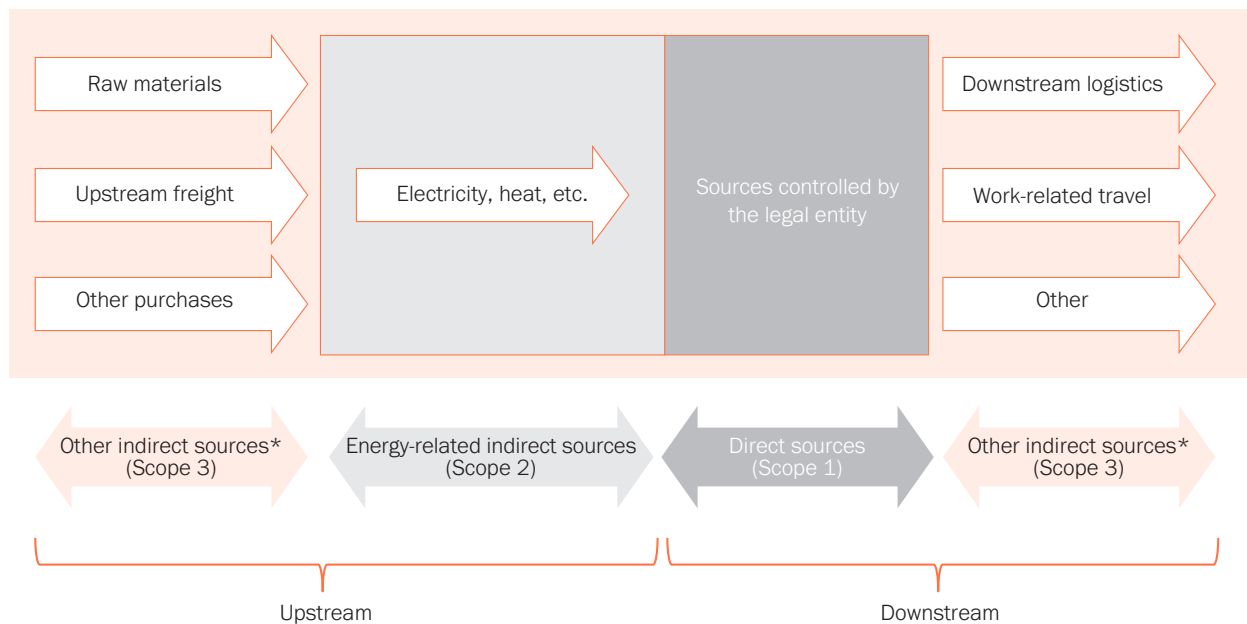 Raw materials
Upstream freight
Other purchases
Electricity, heat, etc.
Sources controlled by
the legal entity
Downstream logistics
Work-related travel
Other
Other indirect sources*
(Scope 3)
Energy-related indirect sources
(Scope 2)
Direct sources
(Scope 1)
Other indirect sources*
(Scope 3)
Upstream
Downstream